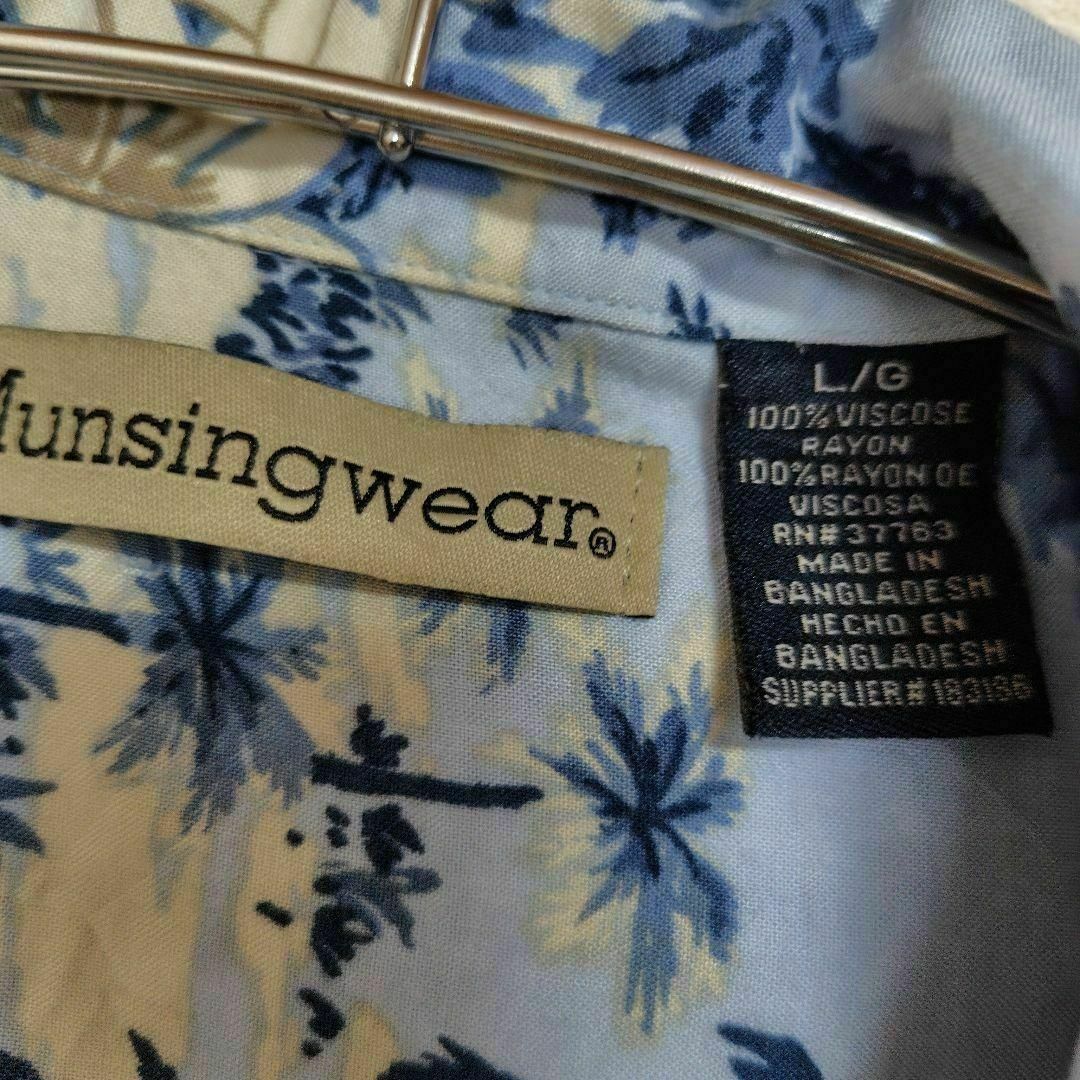 Munsingwear®
L/G
100% VISCOSE
RAYON
100% RAYON DE
VISCOSA
RN# 37763
MADE IN
BANGLADESH
HECHO EN
BANGLADESH
SUPPLIER# 183186